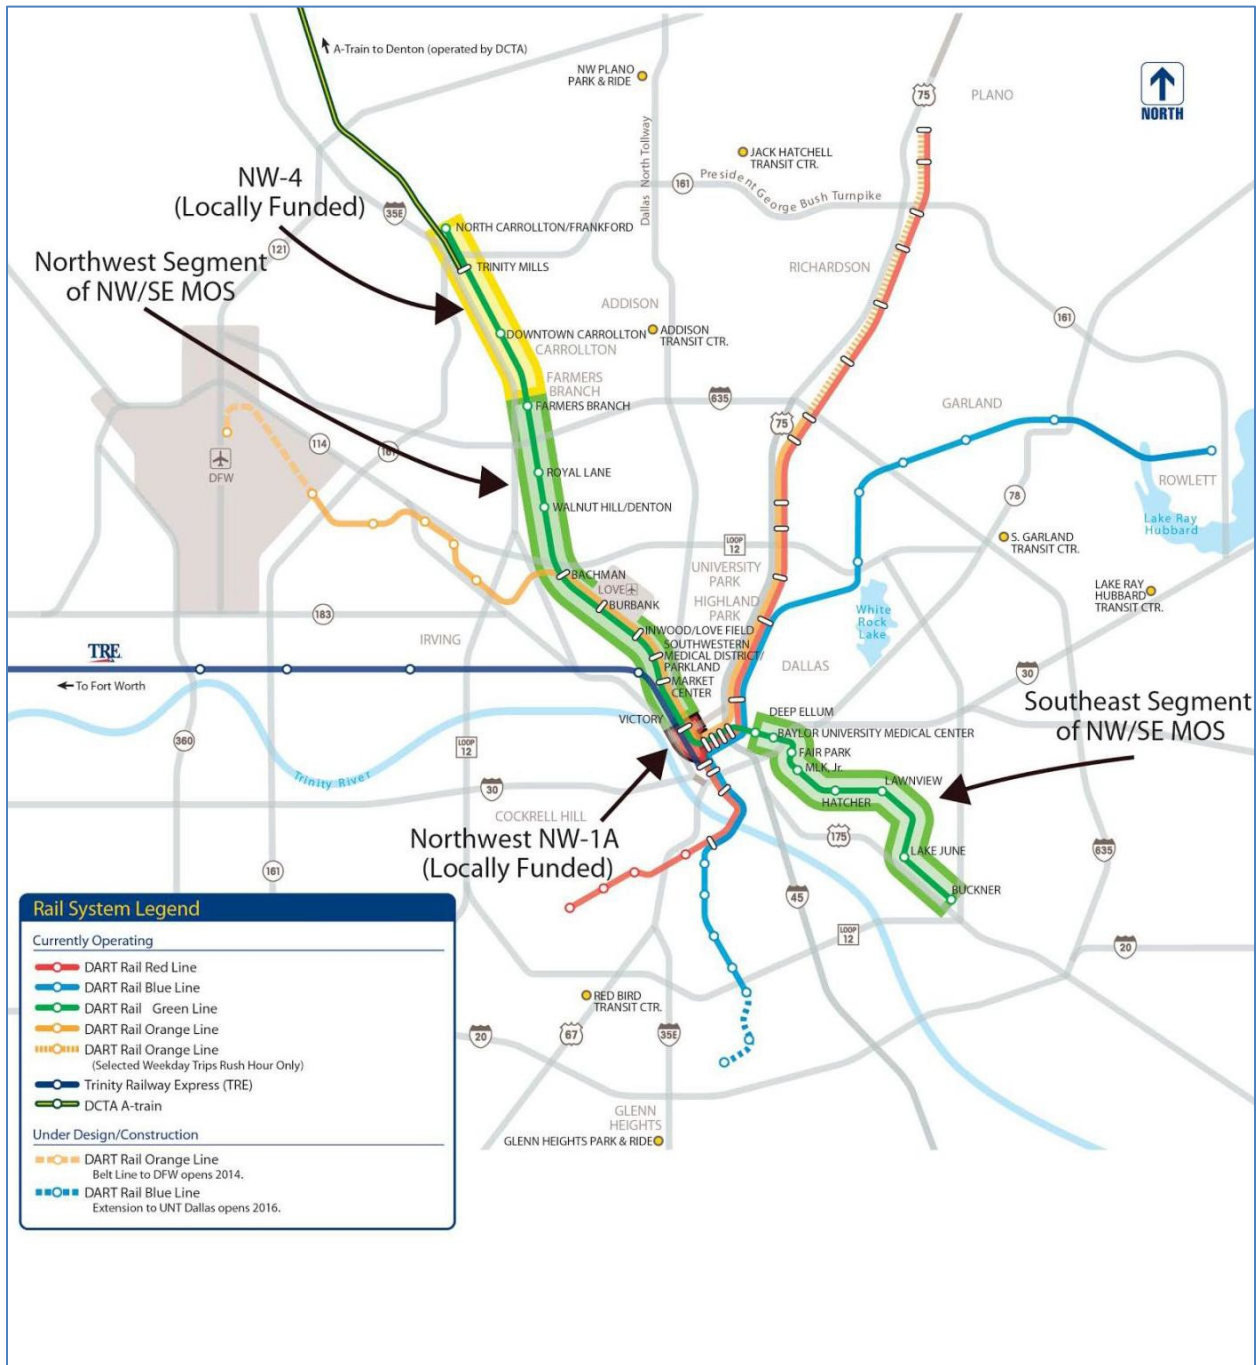 A-Train to Denton (operated by DCTA)
NW PLANO
PARK & RIDE
75
PLANO
NORTH
JACK HATCHELL
TRANSIT CTR.
NW-4
(Locally Funded)
Dallas North Tollway
161
President George Bush Turnpike
35E
NORTH CARROLLTON/FRANKFORD
121
Northwest Segment
of NW/SE MOS
TRINITY MILLS
RICHARDSON
ADDISON
161
DOWNTOWN CARROLLTON
ADDISON
TRANSIT CTR.
CARROLLTON
FARMERS
BRANCH
FARMERS BRANCH
635
GARLAND
75
114
161
DFW
ROYAL LANE
ROWLETT
WALNUT HILL/DENTON
78
Lake Ray
Hubbard
S. GARLAND
TRANSIT CTR.
LOOP
12
UNIVERSITY
PARK
BACHMAN
LOVE
LAKE RAY
HUBBARD
TRANSIT CTR.
HIGHLAND
PARK
BURBANK
183
White
Rock
Lake
IRVING
INWOOD/LOVE FIELD
SOUTHWESTERN
MEDICAL DISTRICT/
PARKLAND
TRE
DALLAS
30
To Fort Worth
MARKET
CENTER
Southeast Segment
of NW/SE MOS
DEEP ELLUM
VICTORY
BAYLOR UNIVERSITY MEDICAL CENTER
360
LOOP
12
FAIR PARK
MLK, Jr.
Trinity River
LAWNVIEW
30
HATCHER
COCKRELL HILL
Northwest NW-1A
(Locally Funded)
175
635
LAKE JUNE
161
BUCKNER
45
LOOP
12
20
Rail System Legend
Currently Operating
DART Rail Red Line
DART Rail Blue Line
DART Rail Green Line
DART Rail Orange Line
DART Rail Orange Line
(Selected Weekday Trips Rush Hour Only)
Trinity Railway Express (TRE)
DCTA A-train
Under Design/Construction
DART Rail Orange Line
Belt Line to DFW opens 2014.
DART Rail Blue Line
Extension to UNT Dallas opens 2016.
RED BIRD
TRANSIT CTR.
20
67
35E
GLENN
HEIGHTS
GLENN HEIGHTS PARK & RIDE